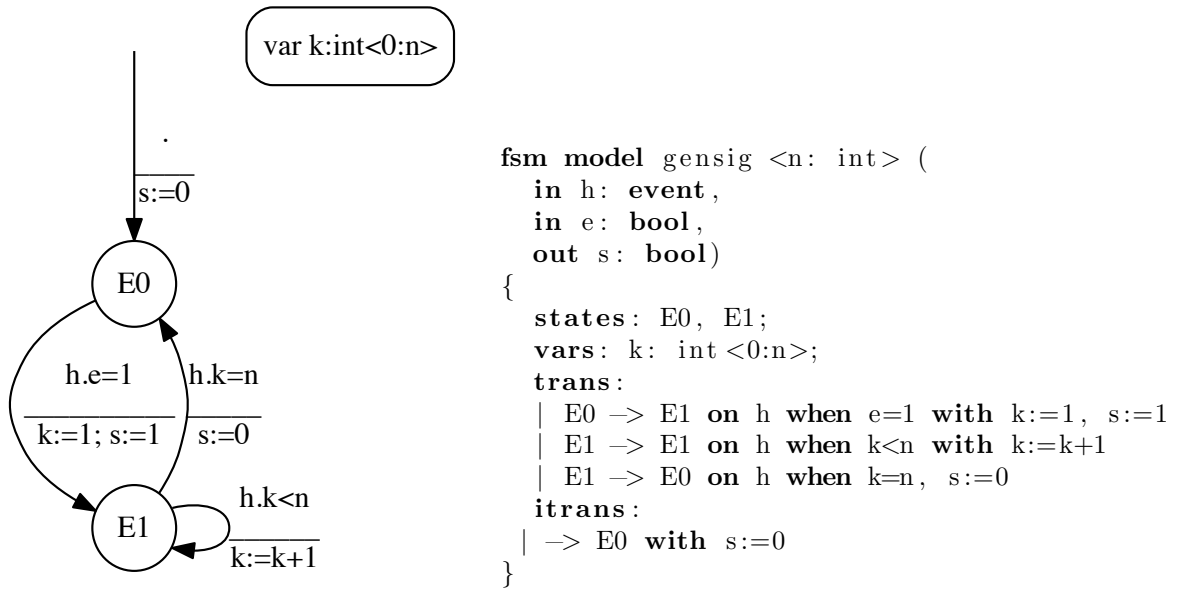 var k:int<0:n>
.
s:=0
E0
h.e=1
k:=1; s:=1
h.k=n
s:=0
E1
h.k<n
k:=k+1
fsm model gensig <n: int> (
in h: event,
in e: bool,
out s: bool)
{
states: E0, E1;
vars: k: int<0:n>;
trans:
| E0 −> E1 on h when e=1 with k:=1, s:=1
| E1 −> E1 on h when k<n with k:=k+1
| E1 −> E0 on h when k=n, s:=0
itrans:
| −> E0 with s:=0
}